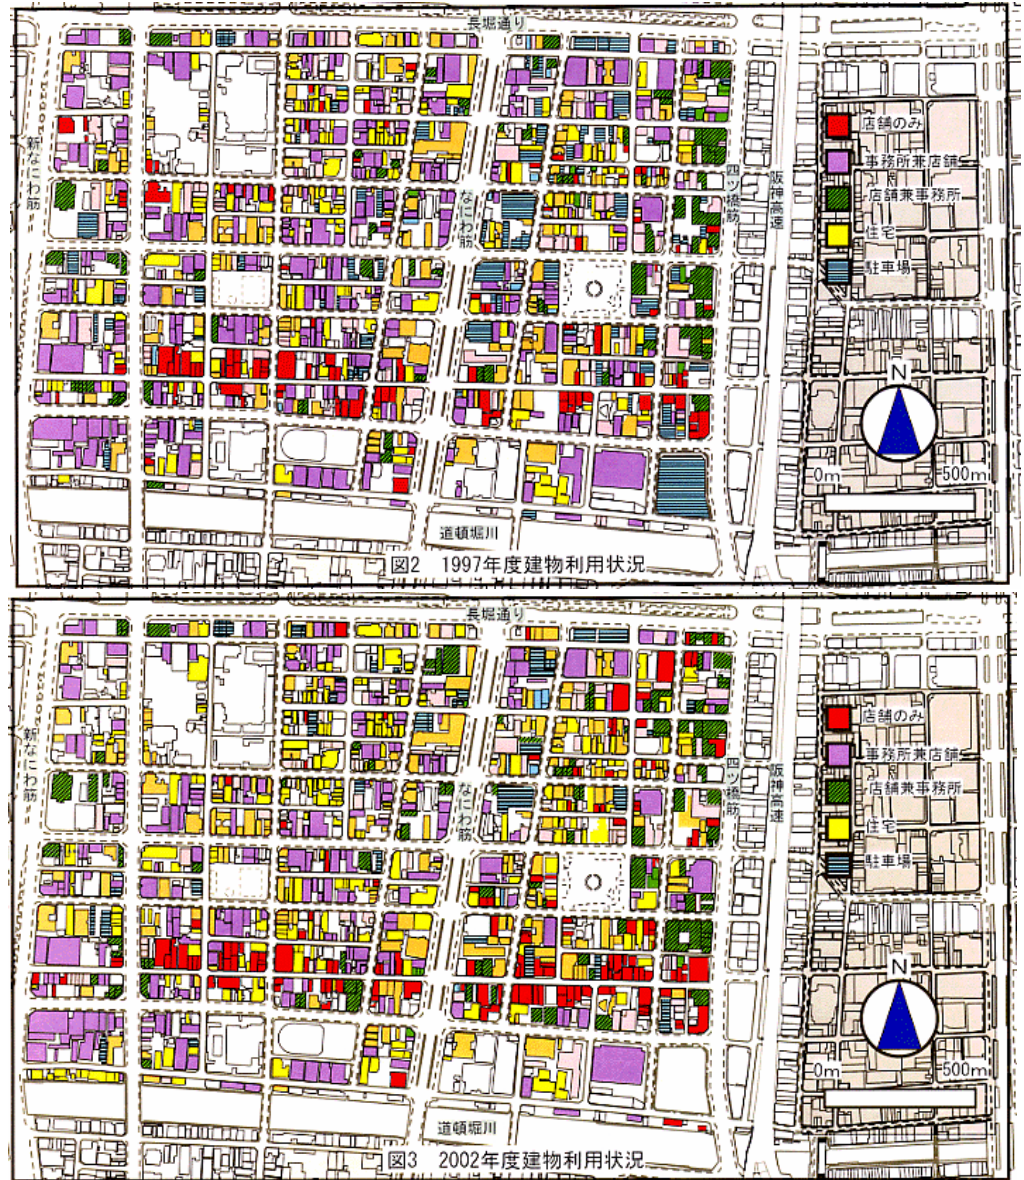 長堀通り
新なにわ筋
なにわ筋
四ツ橋筋
阪神高速
店舗のみ
事務所兼店舗
店舗兼事務所
住宅
駐車場
N
0m
500m
道頓堀川
図2 1997年度建物利用状況
長堀通り
新なにわ筋
なにわ筋
四ツ橋筋
阪神高速
店舗のみ
事務所兼店舗
店舗兼事務所
住宅
駐車場
N
0m
500m
道頓堀川
図3 2002年度建物利用状況